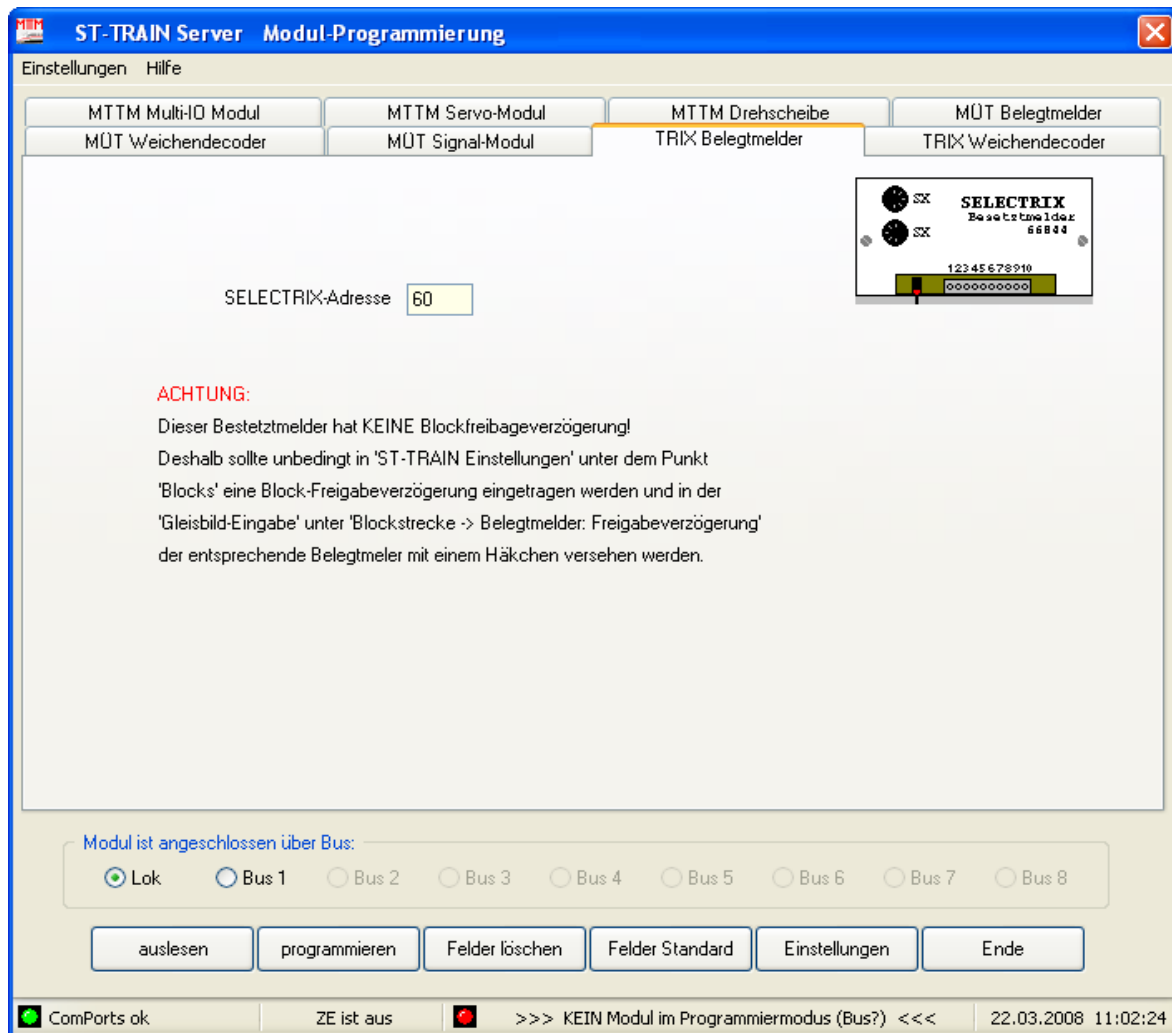 MTTM
ST-TRAIN Server Modul-Programmierung
Einstellungen Hilfe
MTTM Multi-IO Modul MTTM Servo-Modul MTTM Drehscheibe MÜT Belegtmelder
MÜT Weichendecoder MÜT Signal-Modul TRIX Belegtmelder TRIX Weichendecoder
SX SELECTRIX
Besetztmelder
SX 66844
12345678910
SELECTRIX-Adresse 60
ACHTUNG:
Dieser Bestetztmelder hat KEINE Blockfreibageverzögerung!
Deshalb sollte unbedingt in 'ST-TRAIN Einstellungen' unter dem Punkt
'Blocks' eine Block-Freigabeverzögerung eingetragen werden und in der
'Gleisbild-Eingabe' unter 'Blockstrecke -> Belegtmelder: Freigabeverzögerung'
der entsprechende Belegtmeler mit einem Häkchen versehen werden.
Modul ist angeschlossen über Bus:
Lok Bus 1 Bus 2 Bus 3 Bus 4 Bus 5 Bus 6 Bus 7 Bus 8
auslesen programmieren Felder löschen Felder Standard Einstellungen Ende
ComPorts ok ZE ist aus >>> KEIN Modul im Programmiermodus (Bus?) <<< 22.03.2008 11:02:24